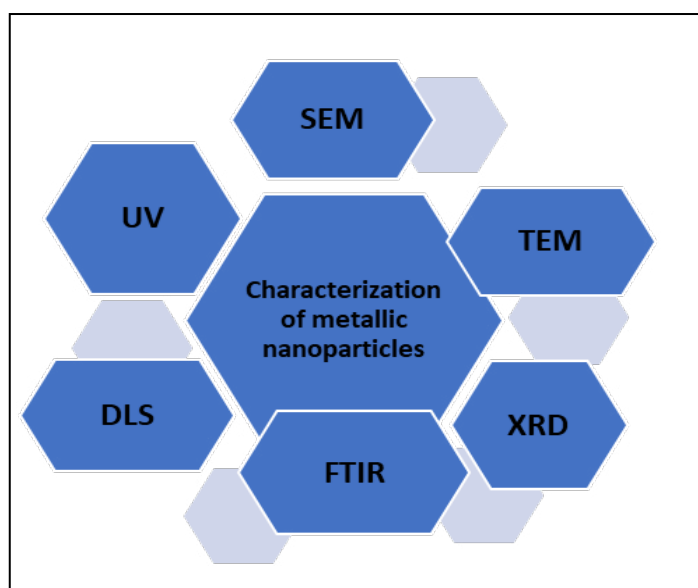 SEM
UV
TEM
Characterization
of metallic
nanoparticles
DLS
XRD
FTIR